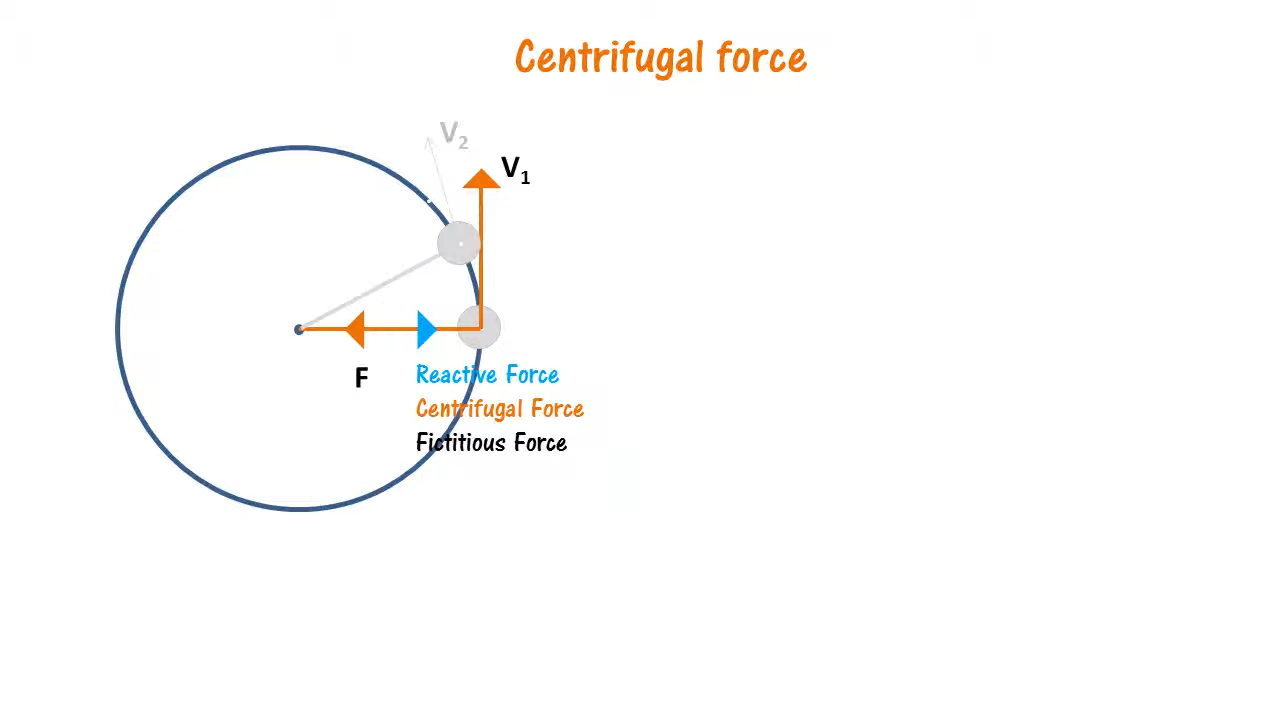 Centrifugal force
V₂
V₁
F
Reactive Force
Centrifugal Force
Fictitious Force